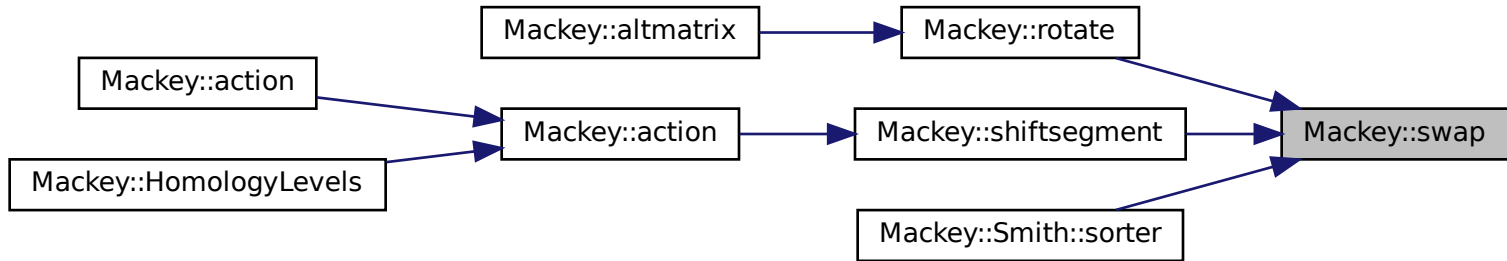 Mackey::altmatrix
Mackey::rotate
Mackey::action
Mackey::action
Mackey::shiftsegment
Mackey::swap
Mackey::HomologyLevels
Mackey::Smith::sorter